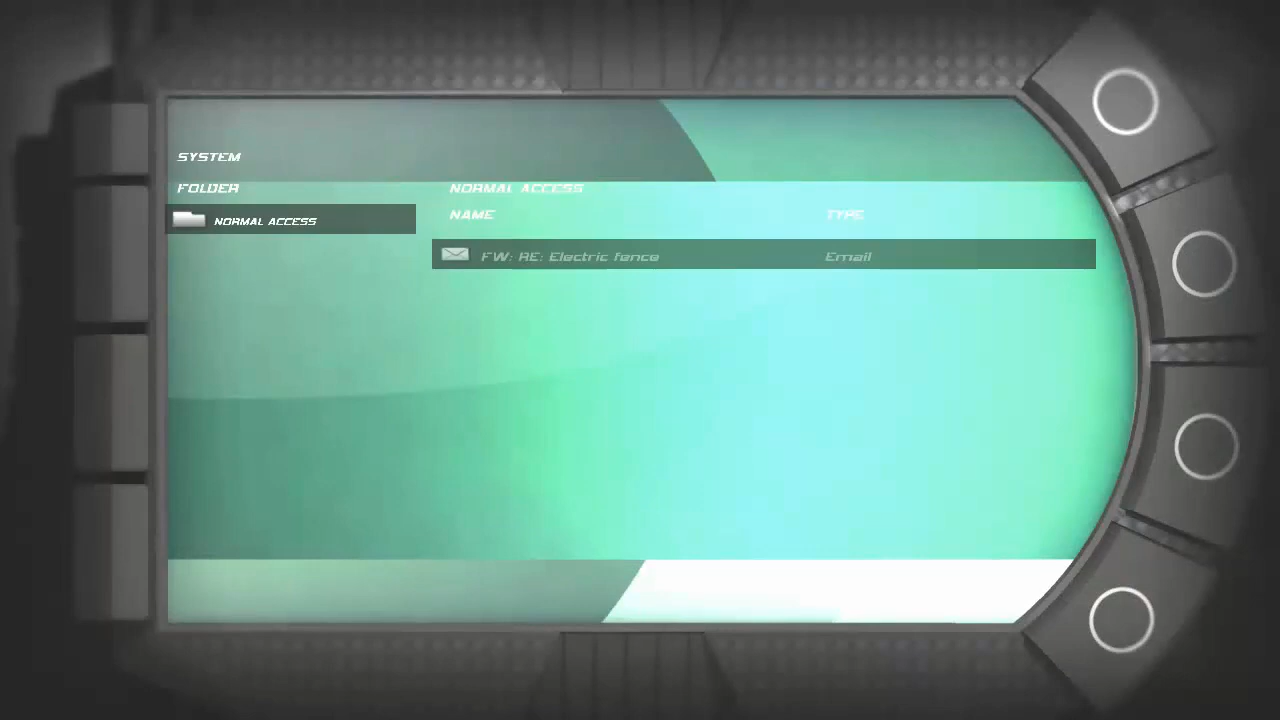 SYSTEM
FOLDER
NORMAL ACCESS
NORMAL ACCESS
NAME TYPE
FW: RE: Electric fence Email